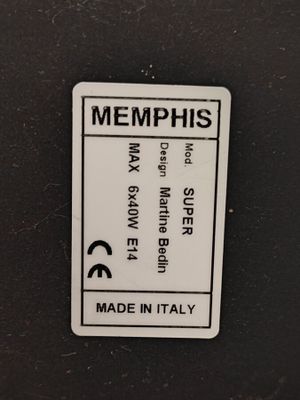 MEMPHIS
Mod. SUPER
Design Martine Bedin
MAX 6x40W E14
CE
MADE IN ITALY